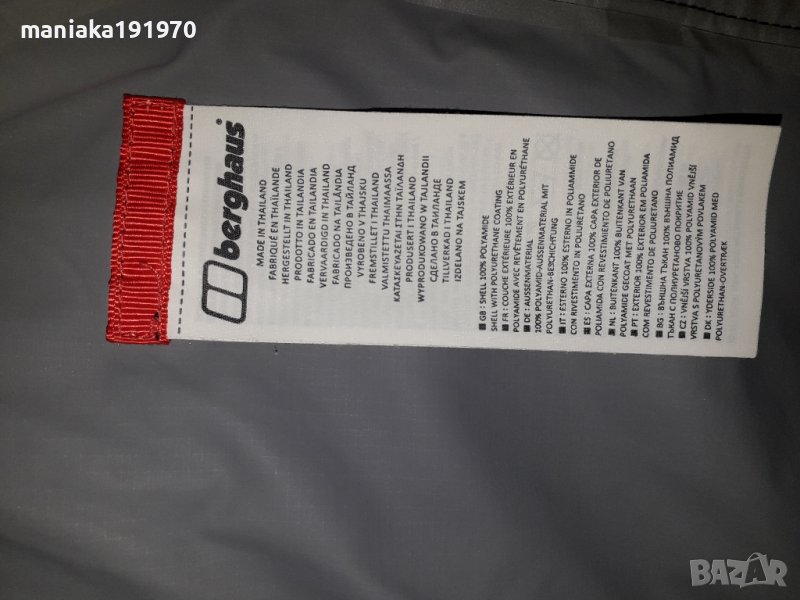 maniaka191970
berghaus®
MADE IN THAILAND
FABRIQUÉ EN THAÏLANDE
HERGESTELLT IN THAILAND
PRODOTTO IN TAILANDIA
FABRICADO EN TAILANDIA
VERVAARDIGD IN THAILAND
FABRICADO NA TAILÂNDIA
ПРОИЗВЕДЕНО В ТАЙЛАНД
VYROBENO V THAJSKU
FREMSTILLET I THAILAND
VALMISTETTU THAIMAASSA
ΚΑΤΑΣΚΕΥΑΖΕΤΑΙ ΣΤΗΝ ΤΑΪΛΑΝΔΗ
PRODUSERT I THAILAND
WYPRODUKOWANO W TAJLANDII
СДЕЛАНО В ТАИЛАНДЕ
TILLVERKAD I THAILAND
IZDELANO NA TAJSKEM
■ GB : SHELL 100% POLYAMIDE
SHELL WITH POLYURETHANE COATING
■ FR : COUCHE EXTÉRIEURE 100% EXTÉRIEUR EN
POLYAMIDE AVEC REVÊTEMENT EN POLYURÉTHANE
■ DE : AUSSENMATERIAL
100% POLYAMID-AUSSENMATERIAL MIT
POLYURETHAN-BESCHICHTUNG
■ IT : ESTERNO 100% ESTERNO IN POLIAMMIDE
CON RIVESTIMENTO IN POLIURETANO
■ ES : CAPA EXTERNA 100% CAPA EXTERIOR DE
POLIAMIDA CON REVESTIMENTO DE POLIURETANO
■ NL : BUITENKANT 100% BUITENKANT VAN
POLYAMIDE GECOAT MET POLYURETHAAN
■ PT : EXTERIOR 100% EXTERIOR EM POLIAMIDA
COM REVESTIMENTO DE POLIURETANO
■ BG : ВЪНШНА ТЪКАН 100% ВЪНШНА ПОЛИАМИД
ТЪКАН С ПОЛИУРЕТАНОВО ПОКРИТИЕ
■ CZ : VNĚJŠÍ VRSTVA 100% POLYAMID VNĚJŠÍ
VRSTVA S POLYURETANOVÝM POVLAKEM
■ DK : YDERSIDE 100% POLYAMID MED
POLYURETHAN-OVERTRÆK
BAZAR